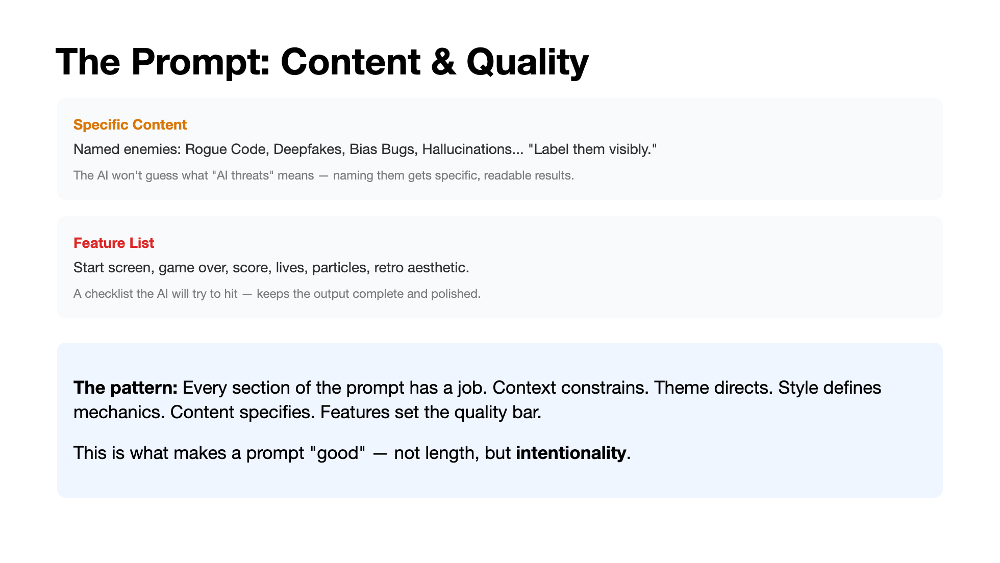 The Prompt: Content & Quality
Specific Content
Named enemies: Rogue Code, Deepfakes, Bias Bugs, Hallucinations... "Label them visibly."
The AI won't guess what "AI threats" means — naming them gets specific, readable results.
Feature List
Start screen, game over, score, lives, particles, retro aesthetic.
A checklist the AI will try to hit — keeps the output complete and polished.
The pattern: Every section of the prompt has a job. Context constrains. Theme directs. Style defines
mechanics. Content specifies. Features set the quality bar.
This is what makes a prompt "good" — not length, but intentionality.